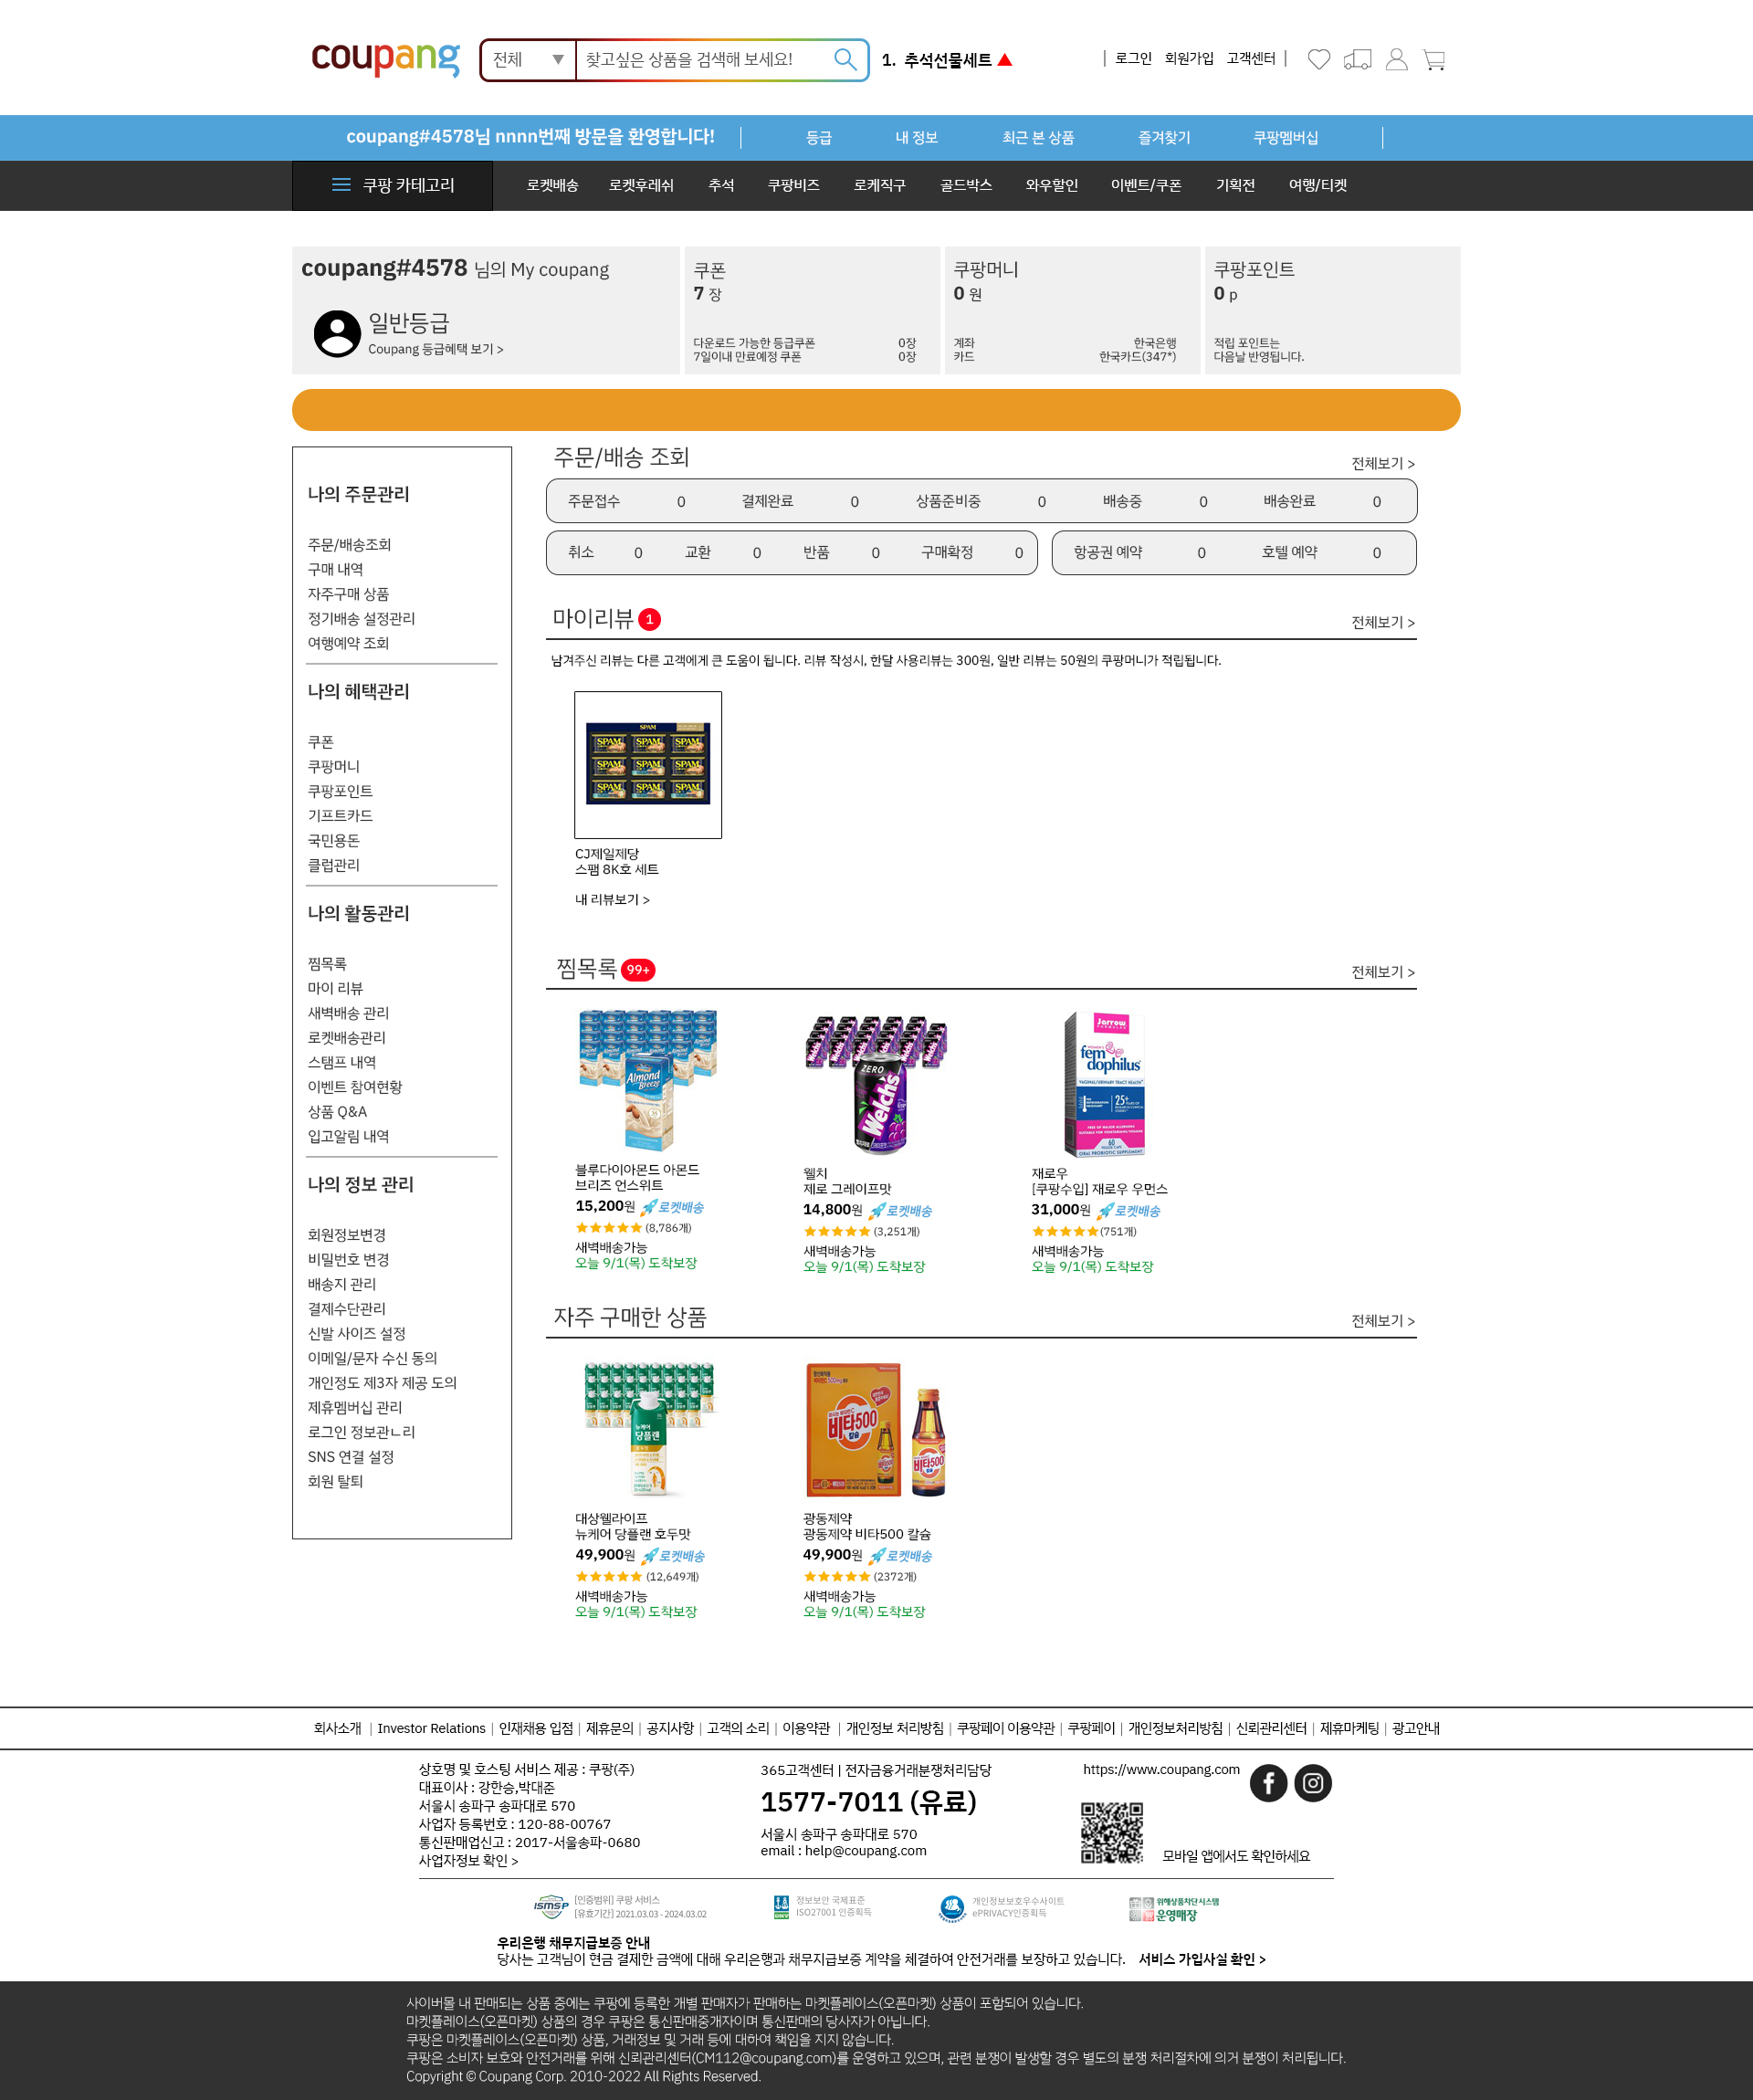 coupang
전체 ▼ 찾고싶은 상품을 검색해 보세요!
1. 추석선물세트 ▲
| 로그인 회원가입 고객센터 |
coupang#4578님 nnnn번째 방문을 환영합니다! 등급 내 정보 최근 본 상품 즐겨찾기 쿠팡멤버십
쿠팡 카테고리 로켓배송 로켓후레쉬 추석 쿠팡비즈 로케직구 골드박스 와우할인 이벤트/쿠폰 기획전 여행/티켓
coupang#4578 님의 My coupang
일반등급
Coupang 등급혜택 보기 >
쿠폰
7 장
다운로드 가능한 등급쿠폰 0장
7일이내 만료예정 쿠폰 0장
쿠팡머니
0 원
계좌 한국은행
카드 한국카드(347*)
쿠팡포인트
0 p
적립 포인트는
다음날 반영됩니다.
나의 주문관리
주문/배송조회
구매 내역
자주구매 상품
정기배송 설정관리
여행예약 조회
나의 혜택관리
쿠폰
쿠팡머니
쿠팡포인트
기프트카드
국민용돈
클럽관리
나의 활동관리
찜목록
마이 리뷰
새벽배송 관리
로켓배송관리
스탬프 내역
이벤트 참여현황
상품 Q&A
입고알림 내역
나의 정보 관리
회원정보변경
비밀번호 변경
배송지 관리
결제수단관리
신발 사이즈 설정
이메일/문자 수신 동의
개인정도 제3자 제공 도의
제휴멤버십 관리
로그인 정보관ㄴ리
SNS 연결 설정
회원 탈퇴
주문/배송 조회 전체보기 >
주문접수 0 결제완료 0 상품준비중 0 배송중 0 배송완료 0
취소 0 교환 0 반품 0 구매확정 0 항공권 예약 0 호텔 예약 0
마이리뷰 1 전체보기 >
남겨주신 리뷰는 다른 고객에게 큰 도움이 됩니다. 리뷰 작성시, 한달 사용리뷰는 300원, 일반 리뷰는 50원의 쿠팡머니가 적립됩니다.
SPAM
SPAM SPAM SPAM
SPAM SPAM SPAM
SPAM SPAM SPAM
CJ제일제당
스팸 8K호 세트
내 리뷰보기 >
찜목록 99+ 전체보기 >
Almond
Breeze
블루다이아몬드 아몬드
브리즈 언스위트
15,200원 로켓배송
★★★★★ (8,786개)
새벽배송가능
오늘 9/1(목) 도착보장
ZERO
Welchs
웰치
제로 그레이프맛
14,800원 로켓배송
★★★★★ (3,251개)
새벽배송가능
오늘 9/1(목) 도착보장
Jarrow
FORMULAS
WOMEN'S
fem
dophilus
VAGINAL/URINARY TRACT HEALTH
25+
60
ORAL PROBIOTIC SUPPLEMENT
재로우
[쿠팡수입] 재로우 우먼스
31,000원 로켓배송
★★★★★(751개)
새벽배송가능
오늘 9/1(목) 도착보장
자주 구매한 상품 전체보기 >
뉴케어
당플랜
대상웰라이프
뉴케어 당플랜 호두맛
49,900원 로켓배송
★★★★★ (12,649개)
새벽배송가능
오늘 9/1(목) 도착보장
비타500
칼슘
비타500
광동제약
광동제약 비타500 칼슘
49,900원 로켓배송
★★★★★ (2372개)
새벽배송가능
오늘 9/1(목) 도착보장
회사소개 | Investor Relations | 인재채용 입점 | 제휴문의 | 공지사항 | 고객의 소리 | 이용약관 | 개인정보 처리방침 | 쿠팡페이 이용약관 | 쿠팡페이 | 개인정보처리방침 | 신뢰관리센터 | 제휴마케팅 | 광고안내
상호명 및 호스팅 서비스 제공 : 쿠팡(주)
대표이사 : 강한승,박대준
서울시 송파구 송파대로 570
사업자 등록번호 : 120-88-00767
통신판매업신고 : 2017-서울송파-0680
사업자정보 확인 >
365고객센터 | 전자금융거래분쟁처리담당
1577-7011 (유료)
서울시 송파구 송파대로 570
email : help@coupang.com
https://www.coupang.com
모바일 앱에서도 확인하세요
ISMS-P
[인증범위] 쿠팡 서비스
[유효기간] 2021.03.03 - 2024.03.02
정보보안 국제표준
ISO27001 인증획득
개인정보보호우수사이트
ePRIVACY인증획득
위해상품차단시스템
운영매장
우리은행 채무지급보증 안내
당사는 고객님이 현금 결제한 금액에 대해 우리은행과 채무지급보증 계약을 체결하여 안전거래를 보장하고 있습니다. 서비스 가입사실 확인 >
사이버몰 내 판매되는 상품 중에는 쿠팡에 등록한 개별 판매자가 판매하는 마켓플레이스(오픈마켓) 상품이 포함되어 있습니다.
마켓플레이스(오픈마켓) 상품의 경우 쿠팡은 통신판매중개자이며 통신판매의 당사자가 아닙니다.
쿠팡은 마켓플레이스(오픈마켓) 상품, 거래정보 및 거래 등에 대하여 책임을 지지 않습니다.
쿠팡은 소비자 보호와 안전거래를 위해 신뢰관리센터(CM112@coupang.com)를 운영하고 있으며, 관련 분쟁이 발생할 경우 별도의 분쟁 처리절차에 의거 분쟁이 처리됩니다.
Copyright © Coupang Corp. 2010-2022 All Rights Reserved.